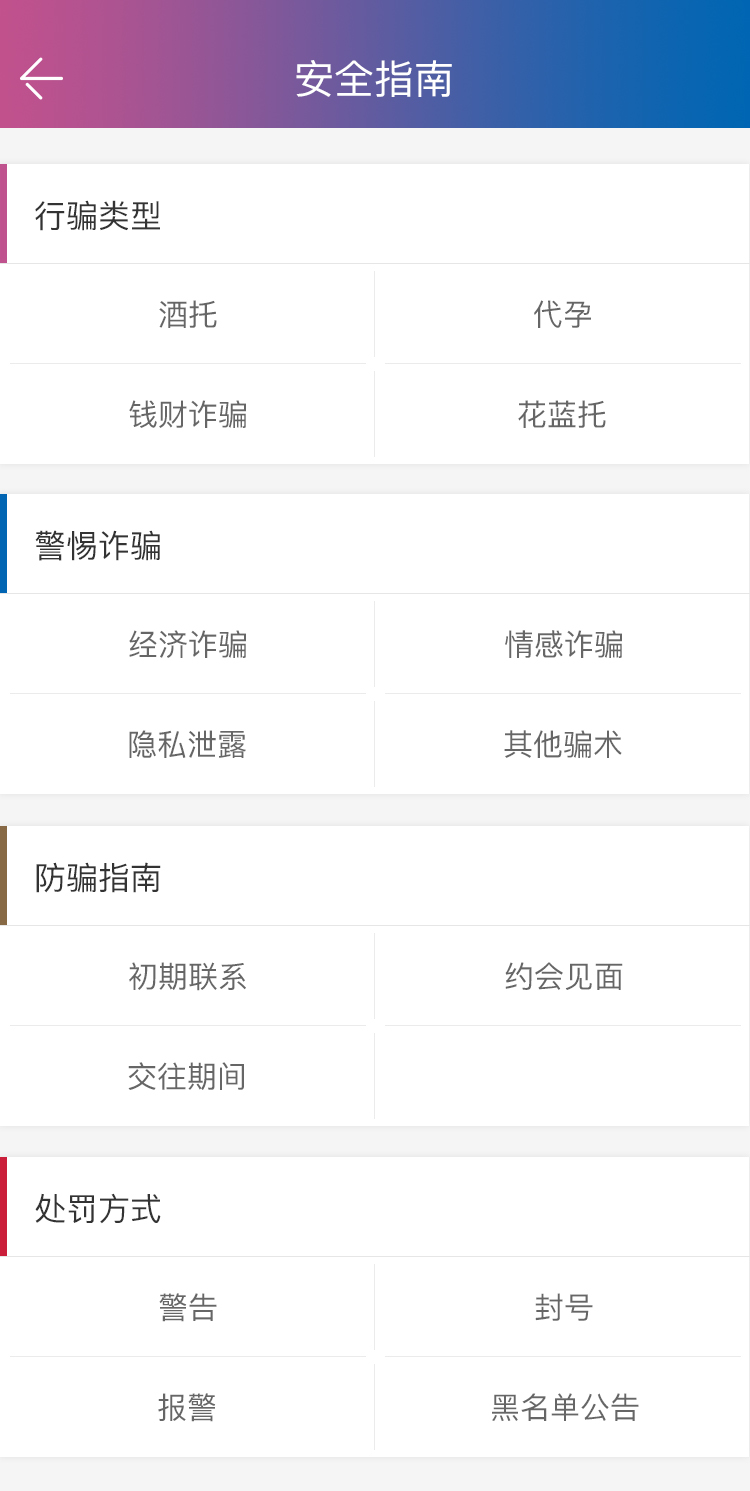 安全指南
行骗类型
酒托
代孕
钱财诈骗
花蓝托
警惕诈骗
经济诈骗
情感诈骗
隐私泄露
其他骗术
防骗指南
初期联系
约会见面
交往期间
处罚方式
警告
封号
报警
黑名单公告